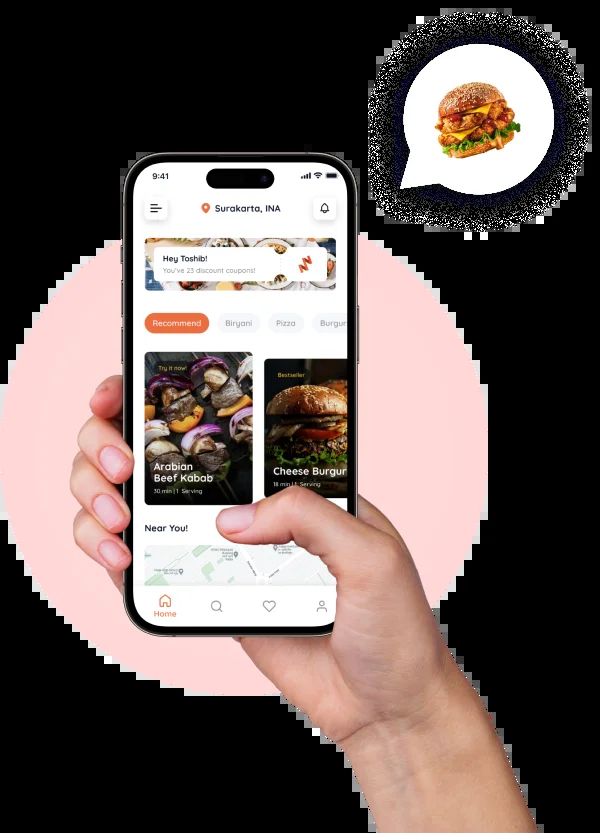 9:41
Surakarta, INA
Hey Toshib!
You've 23 discount coupons!
Recommend
Biryani
Pizza
Burgur
Try it now!
Bestseller
Arabian
Beef Kabab
30 min | 1 Serving
Cheese Burgur
18 min | 1 Serving
Near You!
Home